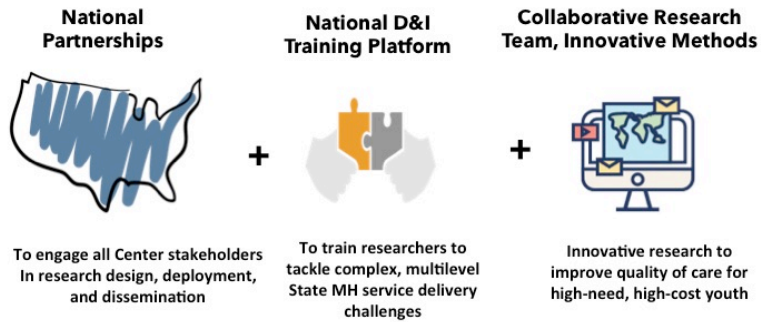 National
Partnerships
National D&I
Training Platform
Collaborative Research
Team, Innovative Methods
+
+
To engage all Center stakeholders
In research design, deployment,
and dissemination
To train researchers to
tackle complex, multilevel
State MH service delivery
challenges
Innovative research to
improve quality of care for
high-need, high-cost youth